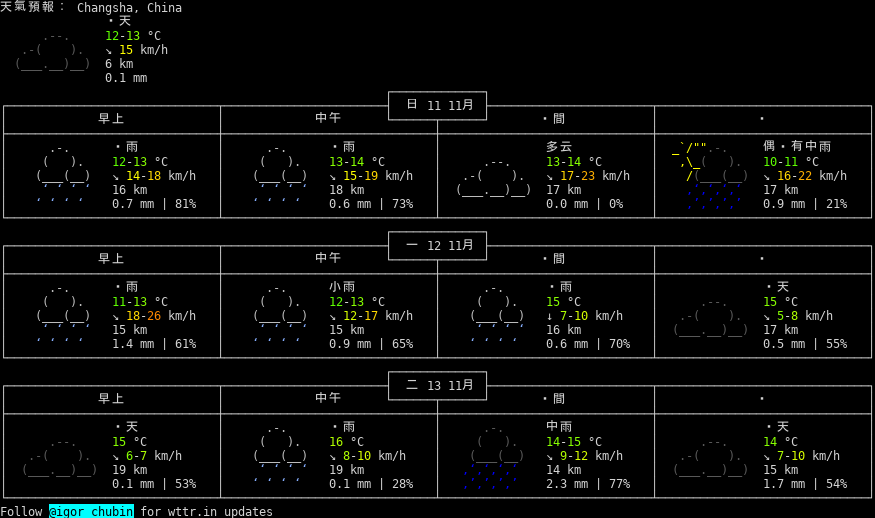 天氣預報： Changsha, China
・天
12-13 °C
↘ 15 km/h
6 km
0.1 mm
日 11 11月
早上 中午 ・間 ・
・雨 ・雨 多云 偶・有中雨
12-13 °C 13-14 °C 13-14 °C 10-11 °C
↘ 14-18 km/h ↘ 15-19 km/h ↘ 17-23 km/h ↘ 16-22 km/h
16 km 18 km 17 km 17 km
0.7 mm | 81% 0.6 mm | 73% 0.0 mm | 0% 0.9 mm | 21%
一 12 11月
早上 中午 ・間 ・
・雨 小雨 ・雨 ・天
11-13 °C 12-13 °C 15 °C 15 °C
↘ 18-26 km/h ↘ 12-17 km/h ↓ 7-10 km/h ↘ 5-8 km/h
15 km 15 km 16 km 17 km
1.4 mm | 61% 0.9 mm | 65% 0.6 mm | 70% 0.5 mm | 55%
二 13 11月
早上 中午 ・間 ・
・天 ・雨 中雨 ・天
15 °C 16 °C 14-15 °C 14 °C
↘ 6-7 km/h ↘ 8-10 km/h ↘ 9-12 km/h ↘ 7-10 km/h
19 km 19 km 14 km 15 km
0.1 mm | 53% 0.1 mm | 28% 2.3 mm | 77% 1.7 mm | 54%
Follow @igor_chubin for wttr.in updates